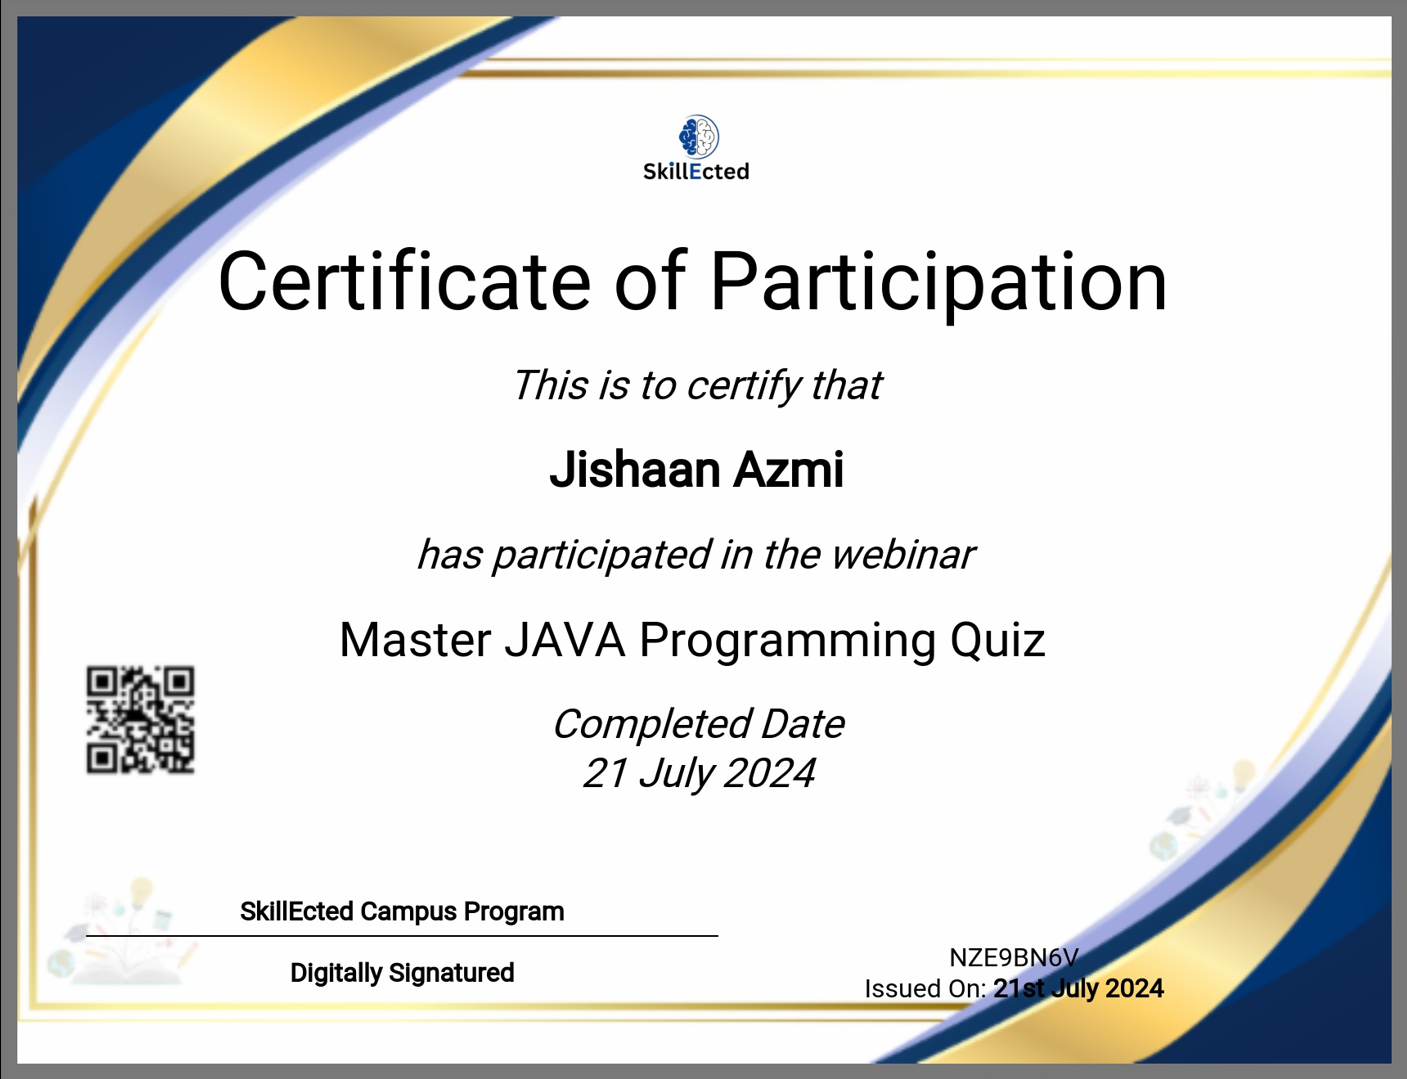 SkillEcted
Certificate of Participation
This is to certify that
Jishaan Azmi
has participated in the webinar
Master JAVA Programming Quiz
Completed Date
21 July 2024
SkillEcted Campus Program
Digitally Signatured
NZE9BN6V
Issued On: 21st July 2024